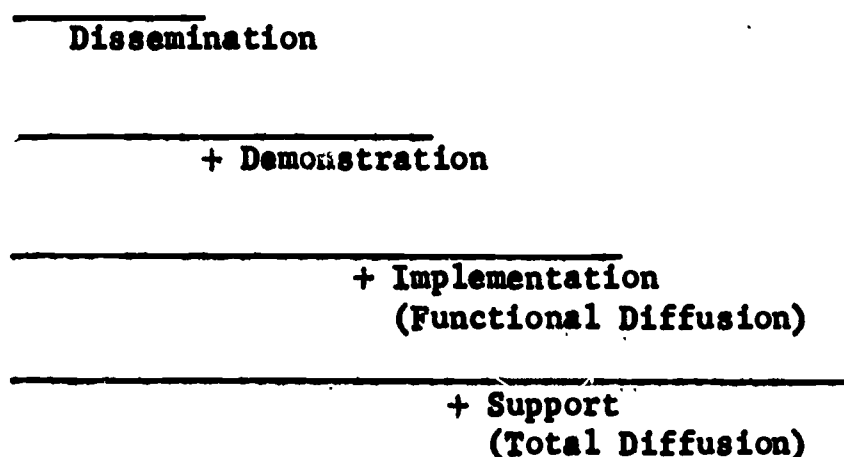 Dissemination
+ Demonstration
+ Implementation
(Functional Diffusion)
+ Support
(Total Diffusion)